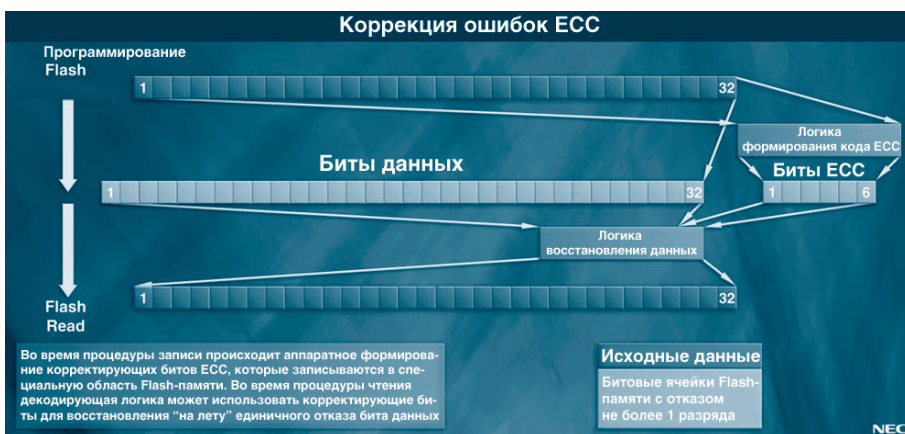 Коррекция ошибок ECC
Программирование
Flash
1
32
Логика
формирования кода ECC
Биты данных
Биты ECC
1
32
1
6
Логика
восстановления данных
1
32
Flash
Read
Во время процедуры записи происходит аппаратное формирова-
ние корректирующих битов ECC, которые записываются в спе-
циальную область Flash-памяти. Во время процедуры чтения
декодирующая логика может использовать корректирующие би-
ты для восстановления “на лету” единичного отказа бита данных
Исходные данные
Битовые ячейки Flash-
памяти с отказом
не более 1 разряда
NEC